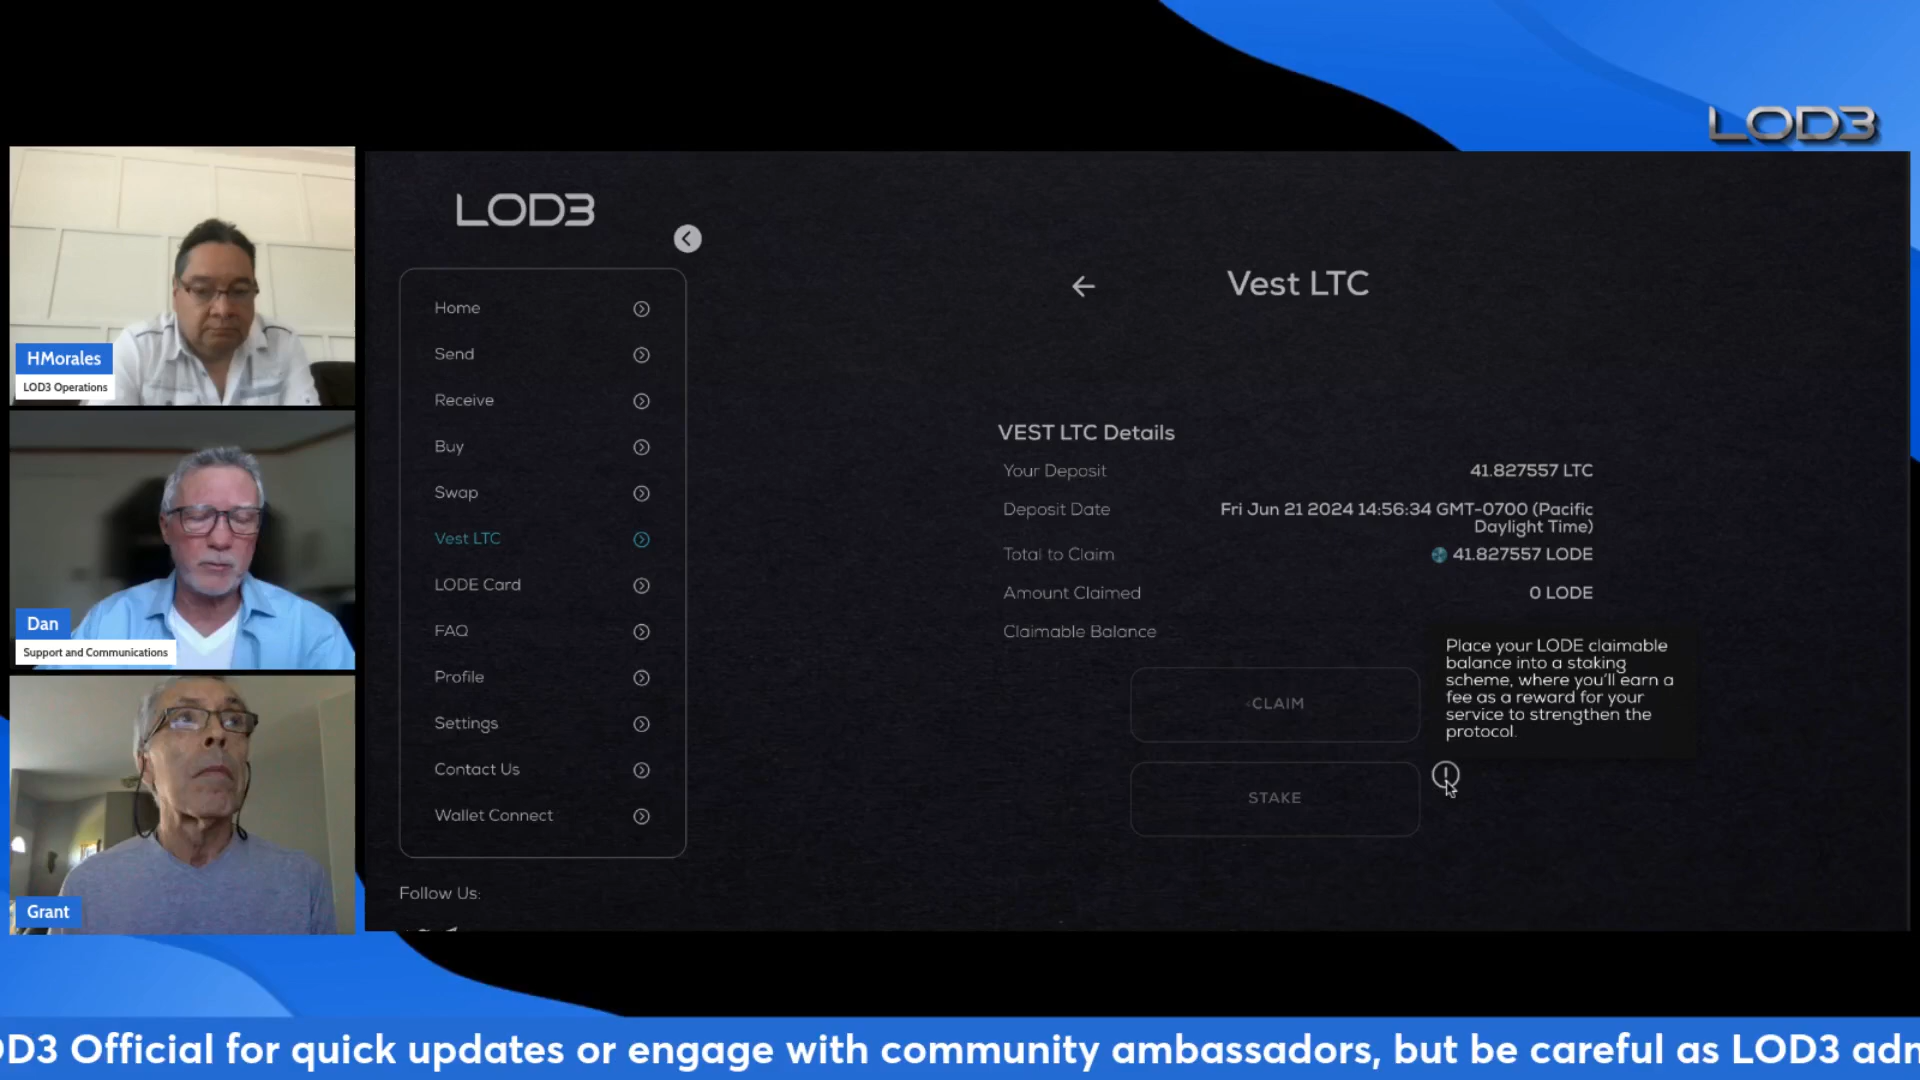 LOD3
HMorales
LOD3 Operations
Dan
Support and Communications
Grant
LOD3
Home
Send
Receive
Buy
Swap
Vest LTC
LODE Card
FAQ
Profile
Settings
Contact Us
Wallet Connect
Follow Us:
Vest LTC
VEST LTC Details
Your Deposit 41.827557 LTC
Deposit Date Fri Jun 21 2024 14:56:34 GMT-0700 (Pacific
Daylight Time)
Total to Claim 41.827557 LODE
Amount Claimed 0 LODE
Claimable Balance
Place your LODE claimable
balance into a staking
scheme, where you'll earn a
fee as a reward for your
service to strengthen the
protocol.
CLAIM
STAKE
OD3 Official for quick updates or engage with community ambassadors, but be careful as LOD3 adm